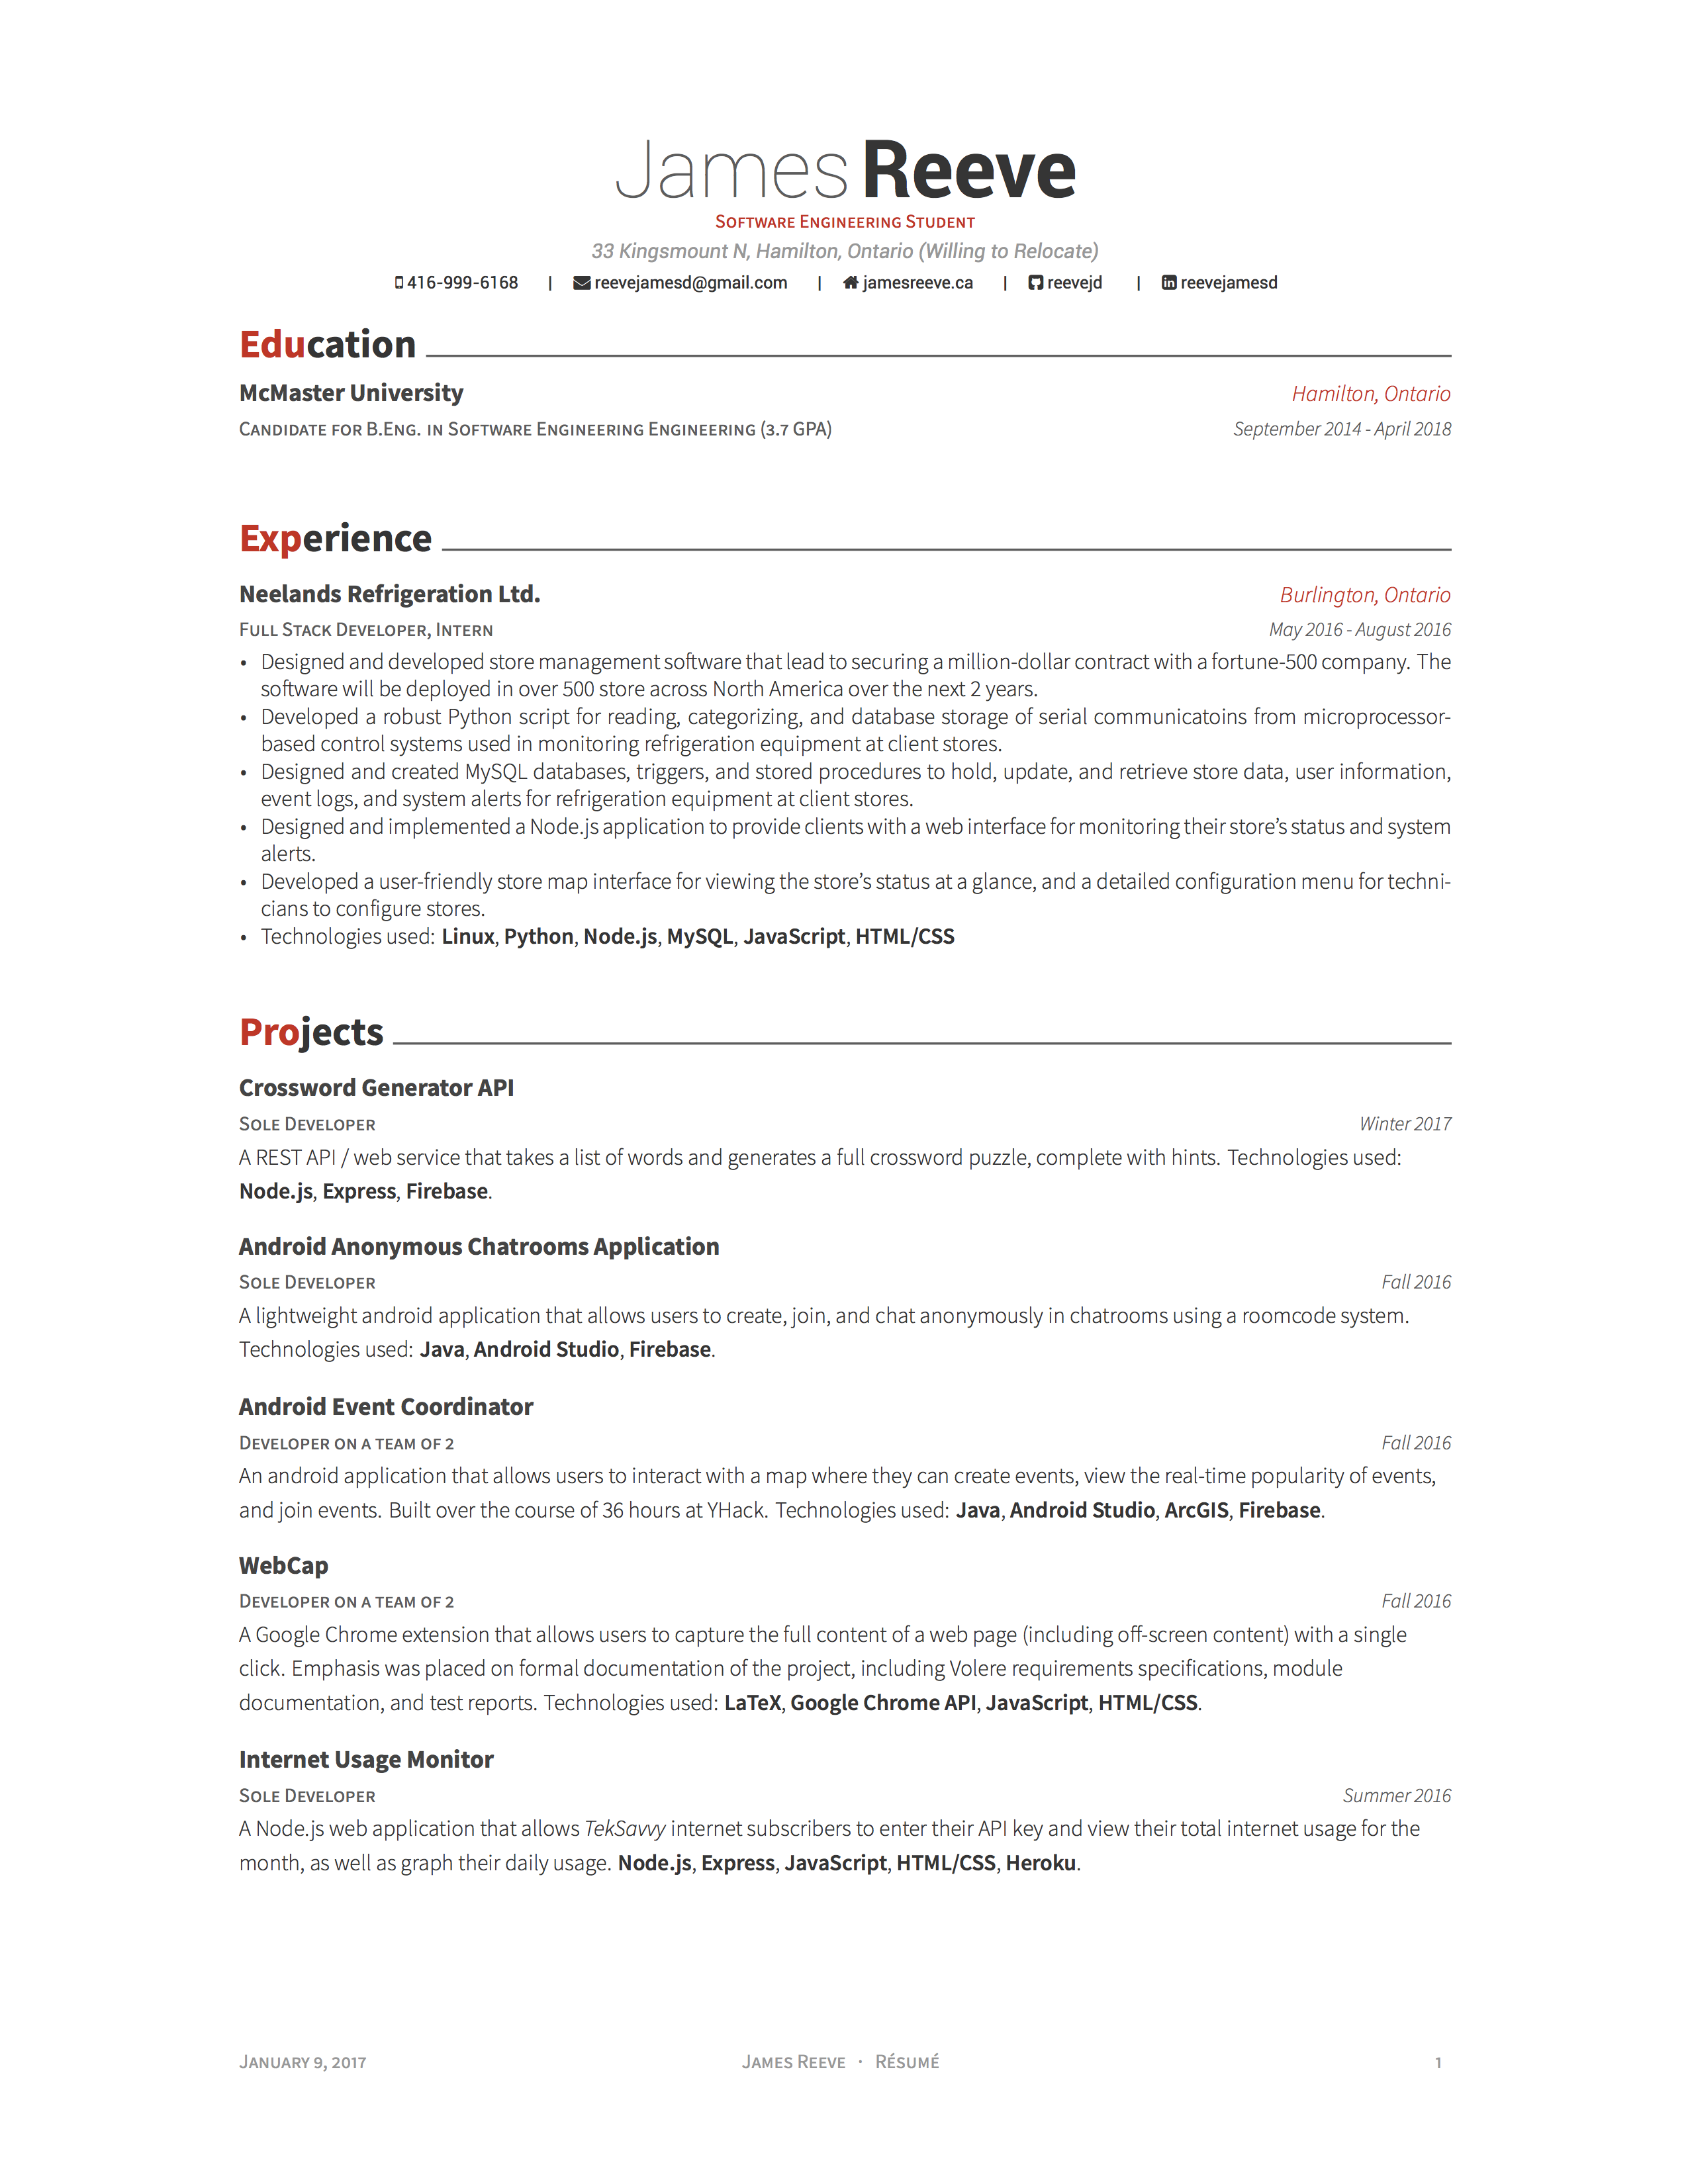 James Reeve
Software Engineering Student
33 Kingsmount N, Hamilton, Ontario (Willing to Relocate)
416-999-6168 | reevejamesd@gmail.com | jamesreeve.ca | reevejd | reevejamesd
Education
McMaster University Hamilton, Ontario
Candidate for B.Eng. in Software Engineering Engineering (3.7 GPA) September 2014 - April 2018
Experience
Neelands Refrigeration Ltd. Burlington, Ontario
Full Stack Developer, Intern May 2016 - August 2016
• Designed and developed store management software that lead to securing a million-dollar contract with a fortune-500 company. The
software will be deployed in over 500 store across North America over the next 2 years.
• Developed a robust Python script for reading, categorizing, and database storage of serial communicatoins from microprocessor-
based control systems used in monitoring refrigeration equipment at client stores.
• Designed and created MySQL databases, triggers, and stored procedures to hold, update, and retrieve store data, user information,
event logs, and system alerts for refrigeration equipment at client stores.
• Designed and implemented a Node.js application to provide clients with a web interface for monitoring their store's status and system
alerts.
• Developed a user-friendly store map interface for viewing the store's status at a glance, and a detailed configuration menu for techni-
cians to configure stores.
• Technologies used: Linux, Python, Node.js, MySQL, JavaScript, HTML/CSS
Projects
Crossword Generator API
Sole Developer Winter 2017
A REST API / web service that takes a list of words and generates a full crossword puzzle, complete with hints. Technologies used:
Node.js, Express, Firebase.
Android Anonymous Chatrooms Application
Sole Developer Fall 2016
A lightweight android application that allows users to create, join, and chat anonymously in chatrooms using a roomcode system.
Technologies used: Java, Android Studio, Firebase.
Android Event Coordinator
Developer on a team of 2 Fall 2016
An android application that allows users to interact with a map where they can create events, view the real-time popularity of events,
and join events. Built over the course of 36 hours at YHack. Technologies used: Java, Android Studio, ArcGIS, Firebase.
WebCap
Developer on a team of 2 Fall 2016
A Google Chrome extension that allows users to capture the full content of a web page (including off-screen content) with a single
click. Emphasis was placed on formal documentation of the project, including Volere requirements specifications, module
documentation, and test reports. Technologies used: LaTeX, Google Chrome API, JavaScript, HTML/CSS.
Internet Usage Monitor
Sole Developer Summer 2016
A Node.js web application that allows TekSavvy internet subscribers to enter their API key and view their total internet usage for the
month, as well as graph their daily usage. Node.js, Express, JavaScript, HTML/CSS, Heroku.
January 9, 2017 James Reeve · Résumé 1